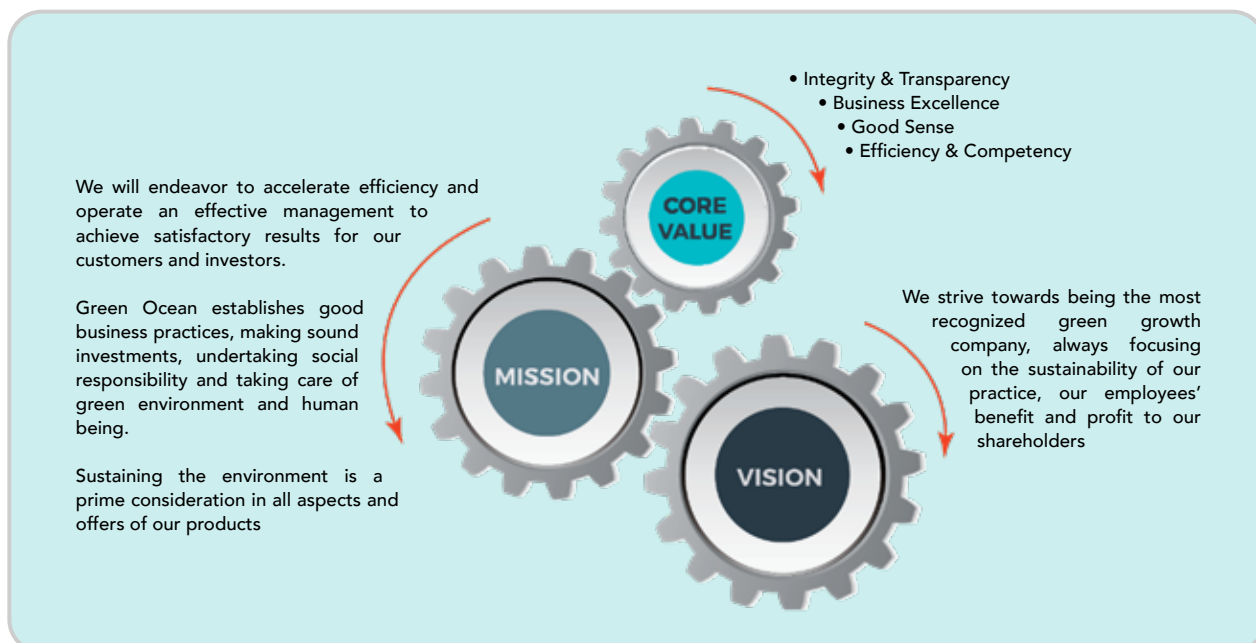 • Integrity & Transparency
• Business Excellence
• Good Sense
• Efficiency & Competency
CORE
VALUE
We will endeavor to accelerate efficiency and
operate an effective management to
achieve satisfactory results for our
customers and investors.
Green Ocean establishes good
business practices, making sound
investments, undertaking social
responsibility and taking care of
green environment and human
being.
Sustaining the environment is a
prime consideration in all aspects and
offers of our products
MISSION
We strive towards being the most
recognized green growth
company, always focusing
on the sustainability of our
practice, our employees’
benefit and profit to our
shareholders
VISION